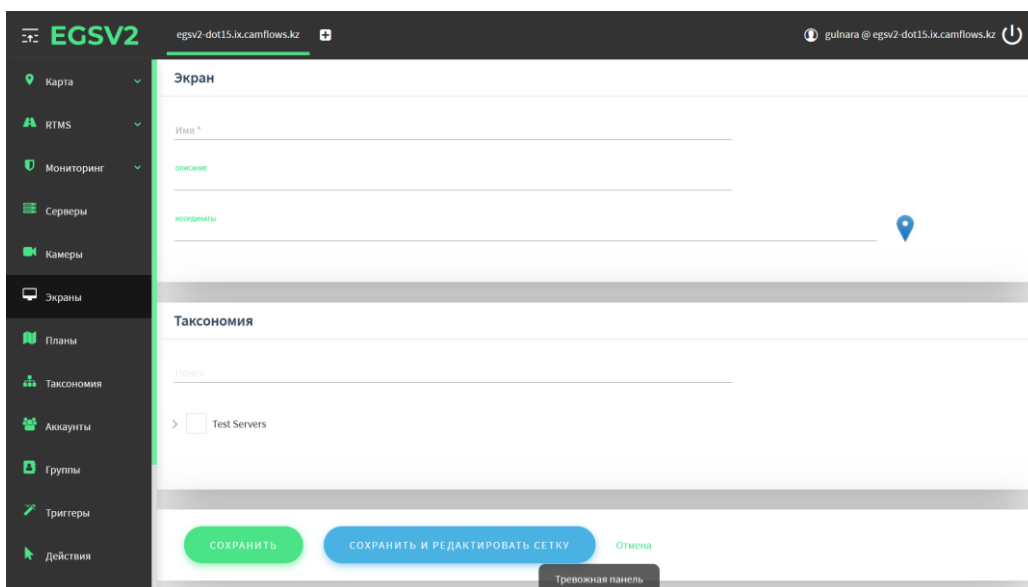 EGSV2
egsv2-dot15.ix.camflows.kz
gulnara @ egsv2-dot15.ix.camflows.kz
Карта
RTMS
Мониторинг
Серверы
Камеры
Экраны
Планы
Таксономия
Аккаунты
Группы
Триггеры
Действия
Экран
Имя *
ОПИСАНИЕ
КООРДИНАТЫ
Таксономия
Поиск
Test Servers
СОХРАНИТЬ
СОХРАНИТЬ И РЕДАКТИРОВАТЬ СЕТКУ
Отмена
Тревожная панель